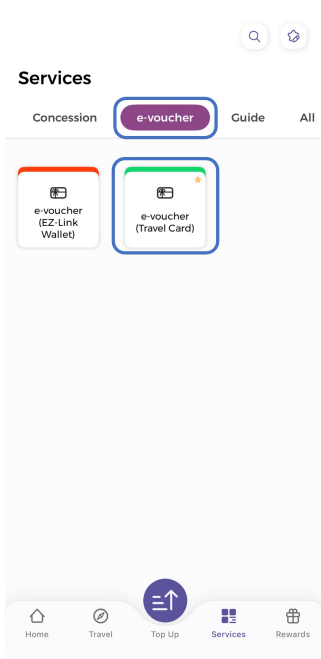 Services
Concession e-voucher Guide All
e-voucher
(EZ-Link
Wallet)
e-voucher
(Travel Card)
Home Travel Top Up Services Rewards